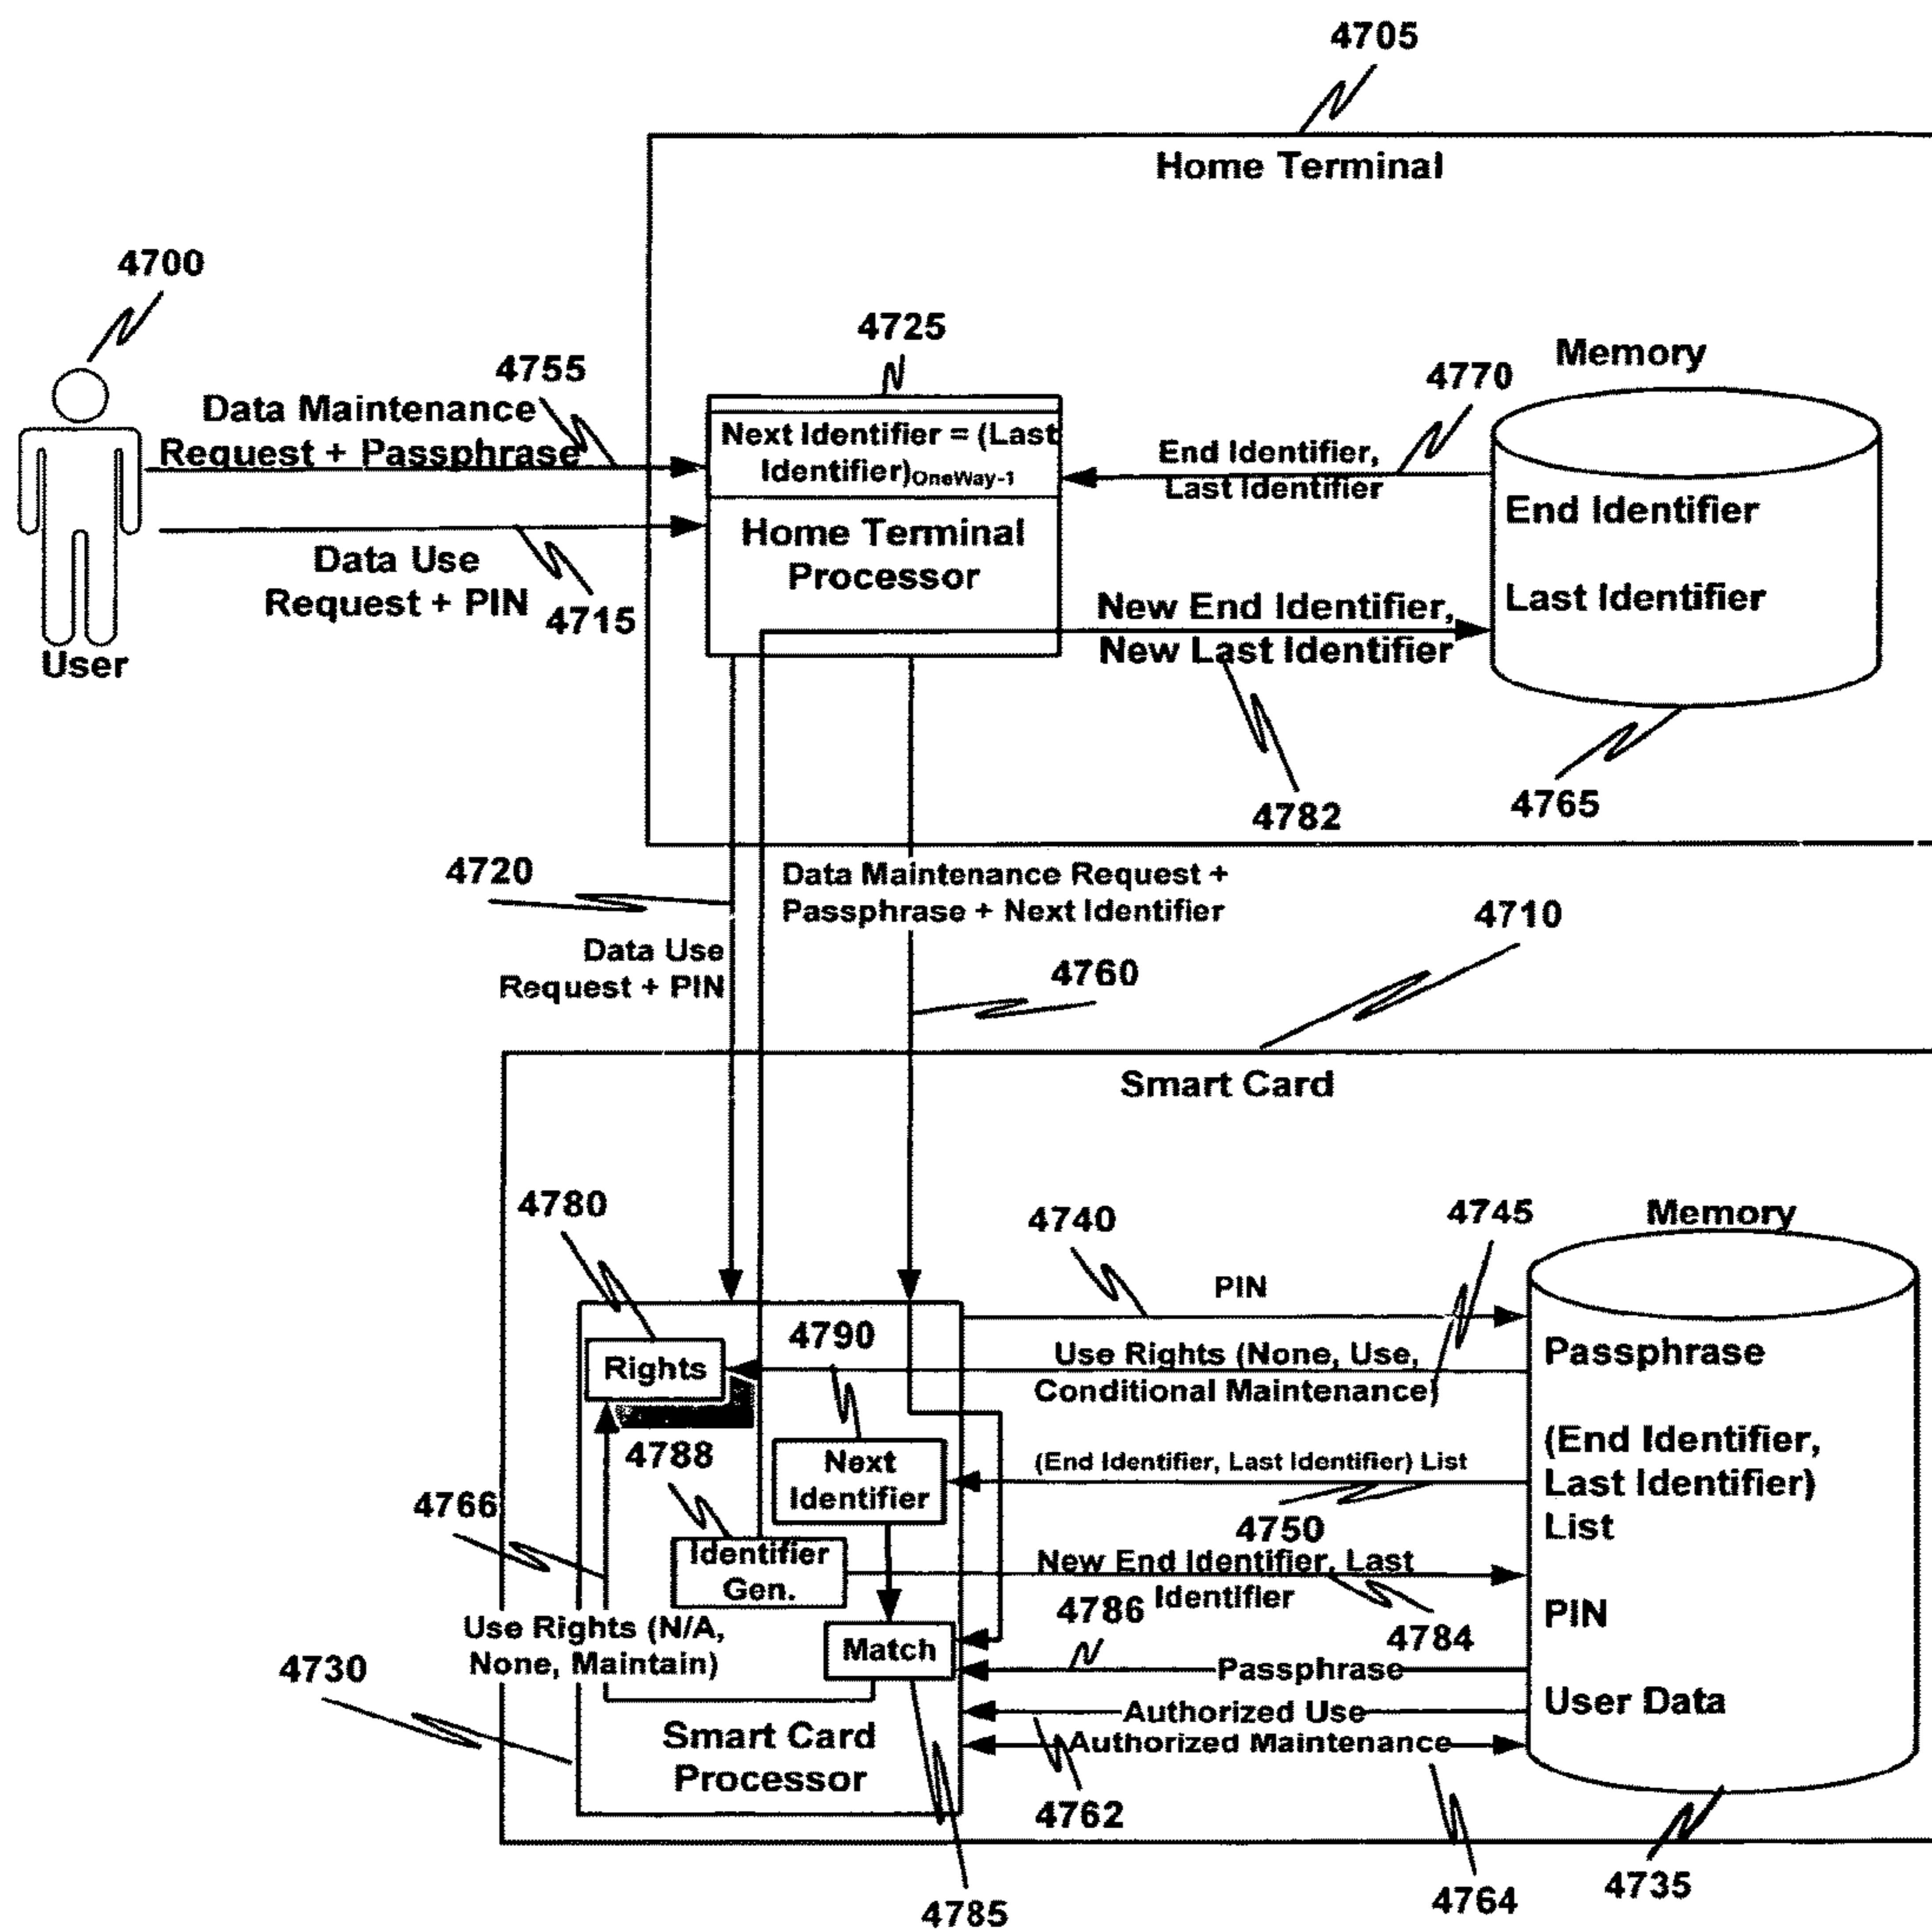 4705
Home Terminal
4700
4725
Memory
4755
4770
Data Maintenance
Request + Passphrase
Next Identifier = (Last
Identifier)OneWay-1
End Identifier,
Last Identifier
End Identifier
Home Terminal
Processor
Data Use
Request + PIN
4715
Last Identifier
New End Identifier,
New Last Identifier
User
4782
4765
4720
Data Maintenance Request +
Passphrase + Next Identifier
4710
Data Use
Request + PIN
4760
Smart Card
4780
4740
4745
Memory
PIN
4790
Rights
Use Rights (None, Use,
Conditional Maintenance)
Passphrase
4788
Next
Identifier
(End Identifier, Last Identifier) List
(End Identifier,
Last Identifier)
List
4766
4750
Identifier
Gen.
New End Identifier, Last
Identifier
4786
4784
PIN
Use Rights (N/A,
None, Maintain)
Match
4730
Passphrase
Authorized Use
User Data
Authorized Maintenance
Smart Card
Processor
4762
4785
4764
4735